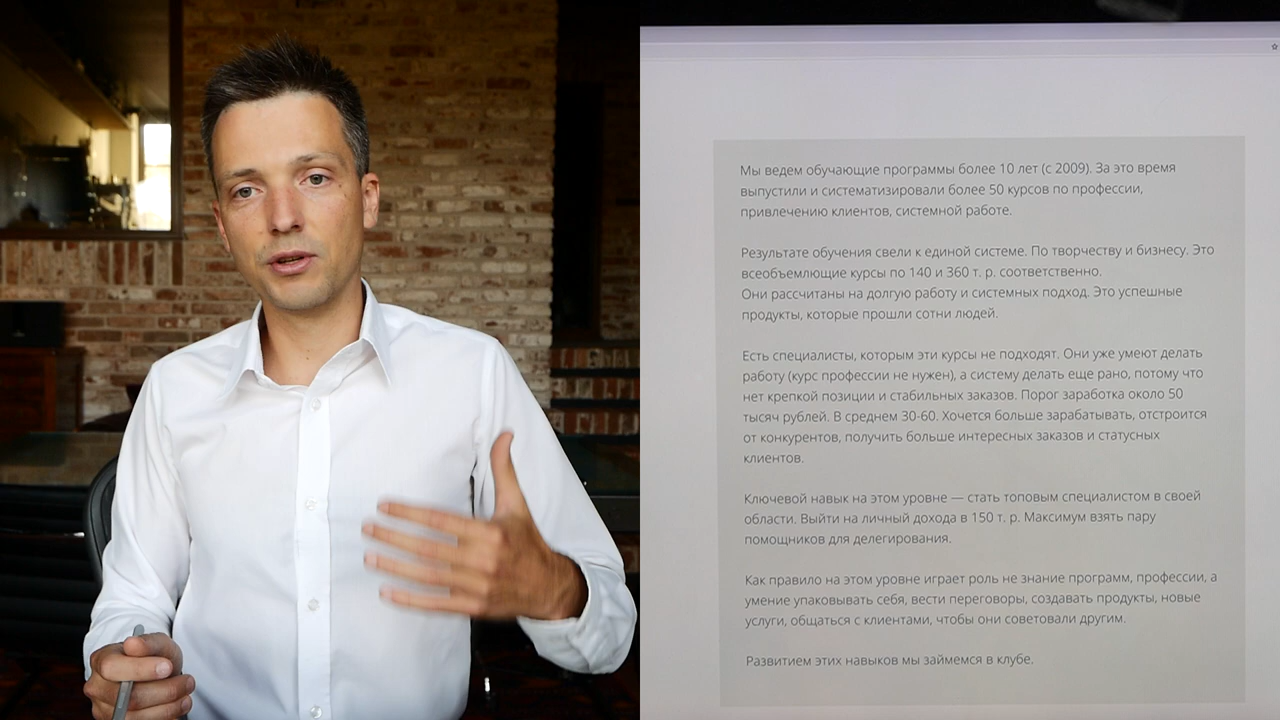 Мы ведем обучающие программы более 10 лет (с 2009). За это время
выпустили и систематизировали более 50 курсов по профессии,
привлечению клиентов, системной работе.
Результате обучения свели к единой системе. По творчеству и бизнесу. Это
всеобъемлющие курсы по 140 и 360 т. р. соответственно.
Они рассчитаны на долгую работу и системных подход. Это успешные
продукты, которые прошли сотни людей.
Есть специалисты, которым эти курсы не подходят. Они уже умеют делать
работу (курс профессии не нужен), а систему делать еще рано, потому что
нет крепкой позиции и стабильных заказов. Порог заработка около 50
тысяч рублей. В среднем 30-60. Хочется больше зарабатывать, отстроится
от конкурентов, получить больше интересных заказов и статусных
клиентов.
Ключевой навык на этом уровне — стать топовым специалистом в своей
области. Выйти на личный дохода в 150 т. р. Максимум взять пару
помощников для делегирования.
Как правило на этом уровне играет роль не знание программ, профессии, а
умение упаковывать себя, вести переговоры, создавать продукты, новые
услуги, общаться с клиентами, чтобы они советовали другим.
Развитием этих навыков мы займемся в клубе.